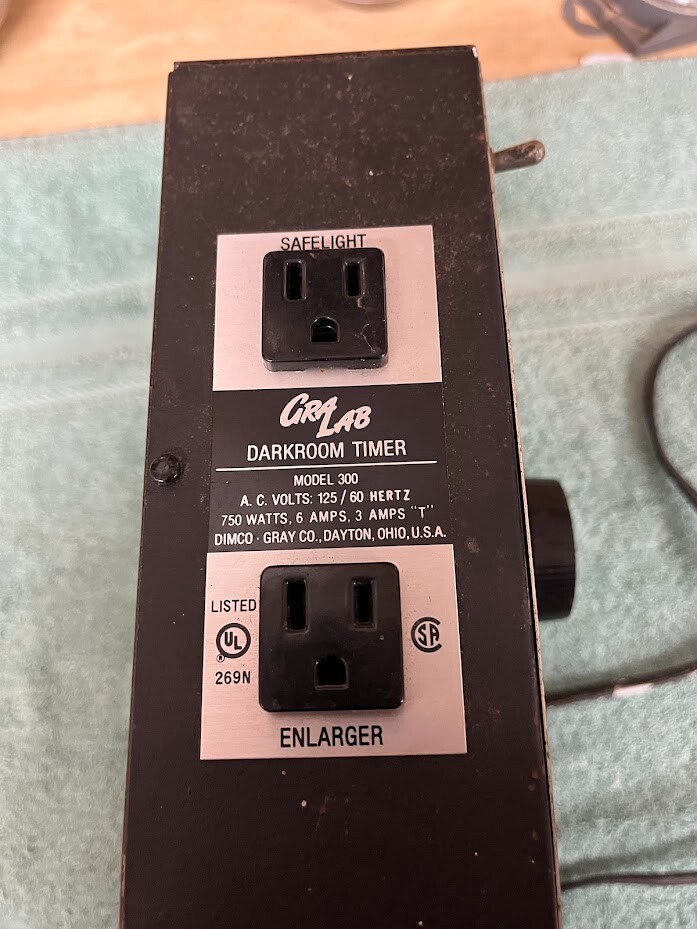 SAFELIGHT
GRA LAB
DARKROOM TIMER
MODEL 300
A. C. VOLTS: 125 / 60 HERTZ
750 WATTS, 6 AMPS, 3 AMPS "T"
DIMCO · GRAY CO., DAYTON, OHIO, U.S.A.
LISTED
UL
®
269N
SA
ENLARGER